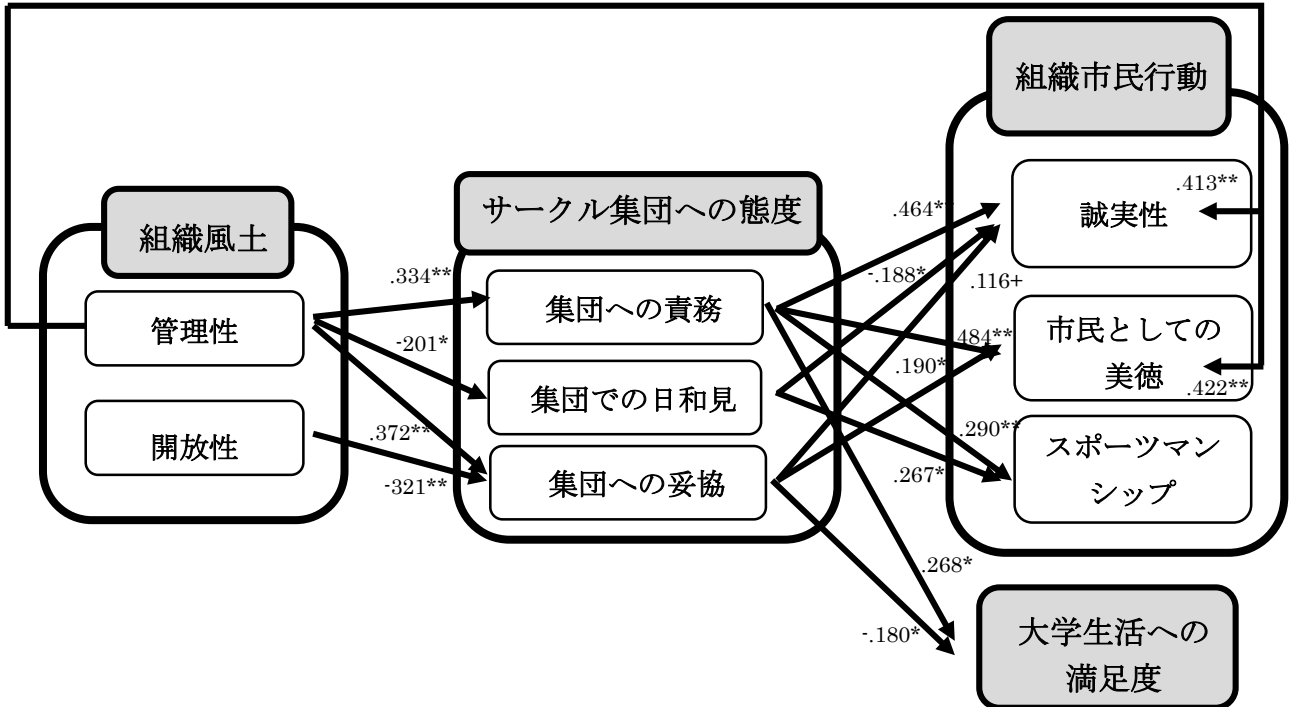 組織市民行動
.413**
誠実性
サークル集団への態度
.464*
組織風土
.334**
-.188*
.116+
集団への責務
管理性
市民としての
美徳
-201*
484**
.190*
.422**
集団での日和見
.372**
.290**
スポーツマン
シップ
開放性
-321**
集団への妥協
.267*
.268*
-.180*
大学生活への
満足度